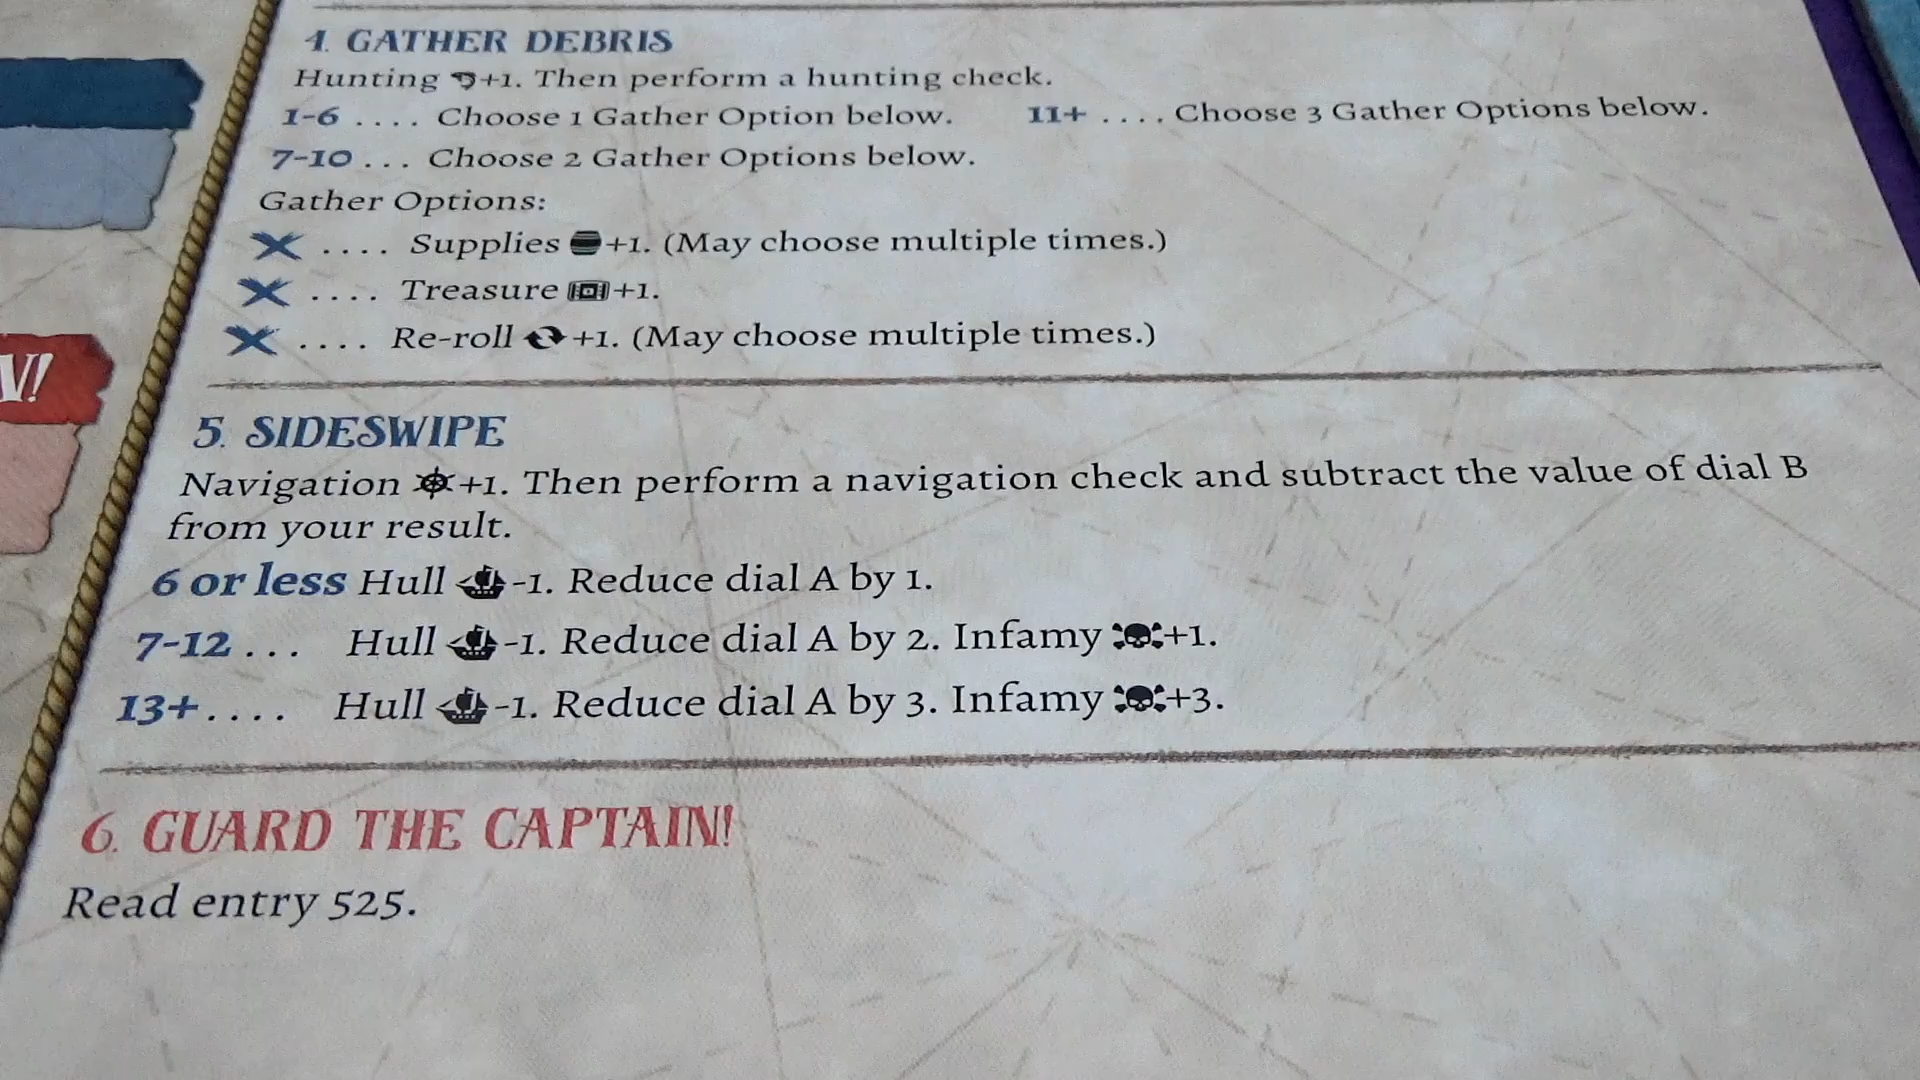 4. GATHER DEBRIS
Hunting +1. Then perform a hunting check.
1-6 .... Choose 1 Gather Option below. 11+ .... Choose 3 Gather Options below.
7-10 ... Choose 2 Gather Options below.
Gather Options:
X .... Supplies +1. (May choose multiple times.)
X .... Treasure +1.
X .... Re-roll +1. (May choose multiple times.)
V!
5. SIDESWIPE
Navigation +1. Then perform a navigation check and subtract the value of dial B
from your result.
6 or less Hull -1. Reduce dial A by 1.
7-12 ... Hull -1. Reduce dial A by 2. Infamy +1.
13+.... Hull -1. Reduce dial A by 3. Infamy +3.
6. GUARD THE CAPTAIN!
Read entry 525.